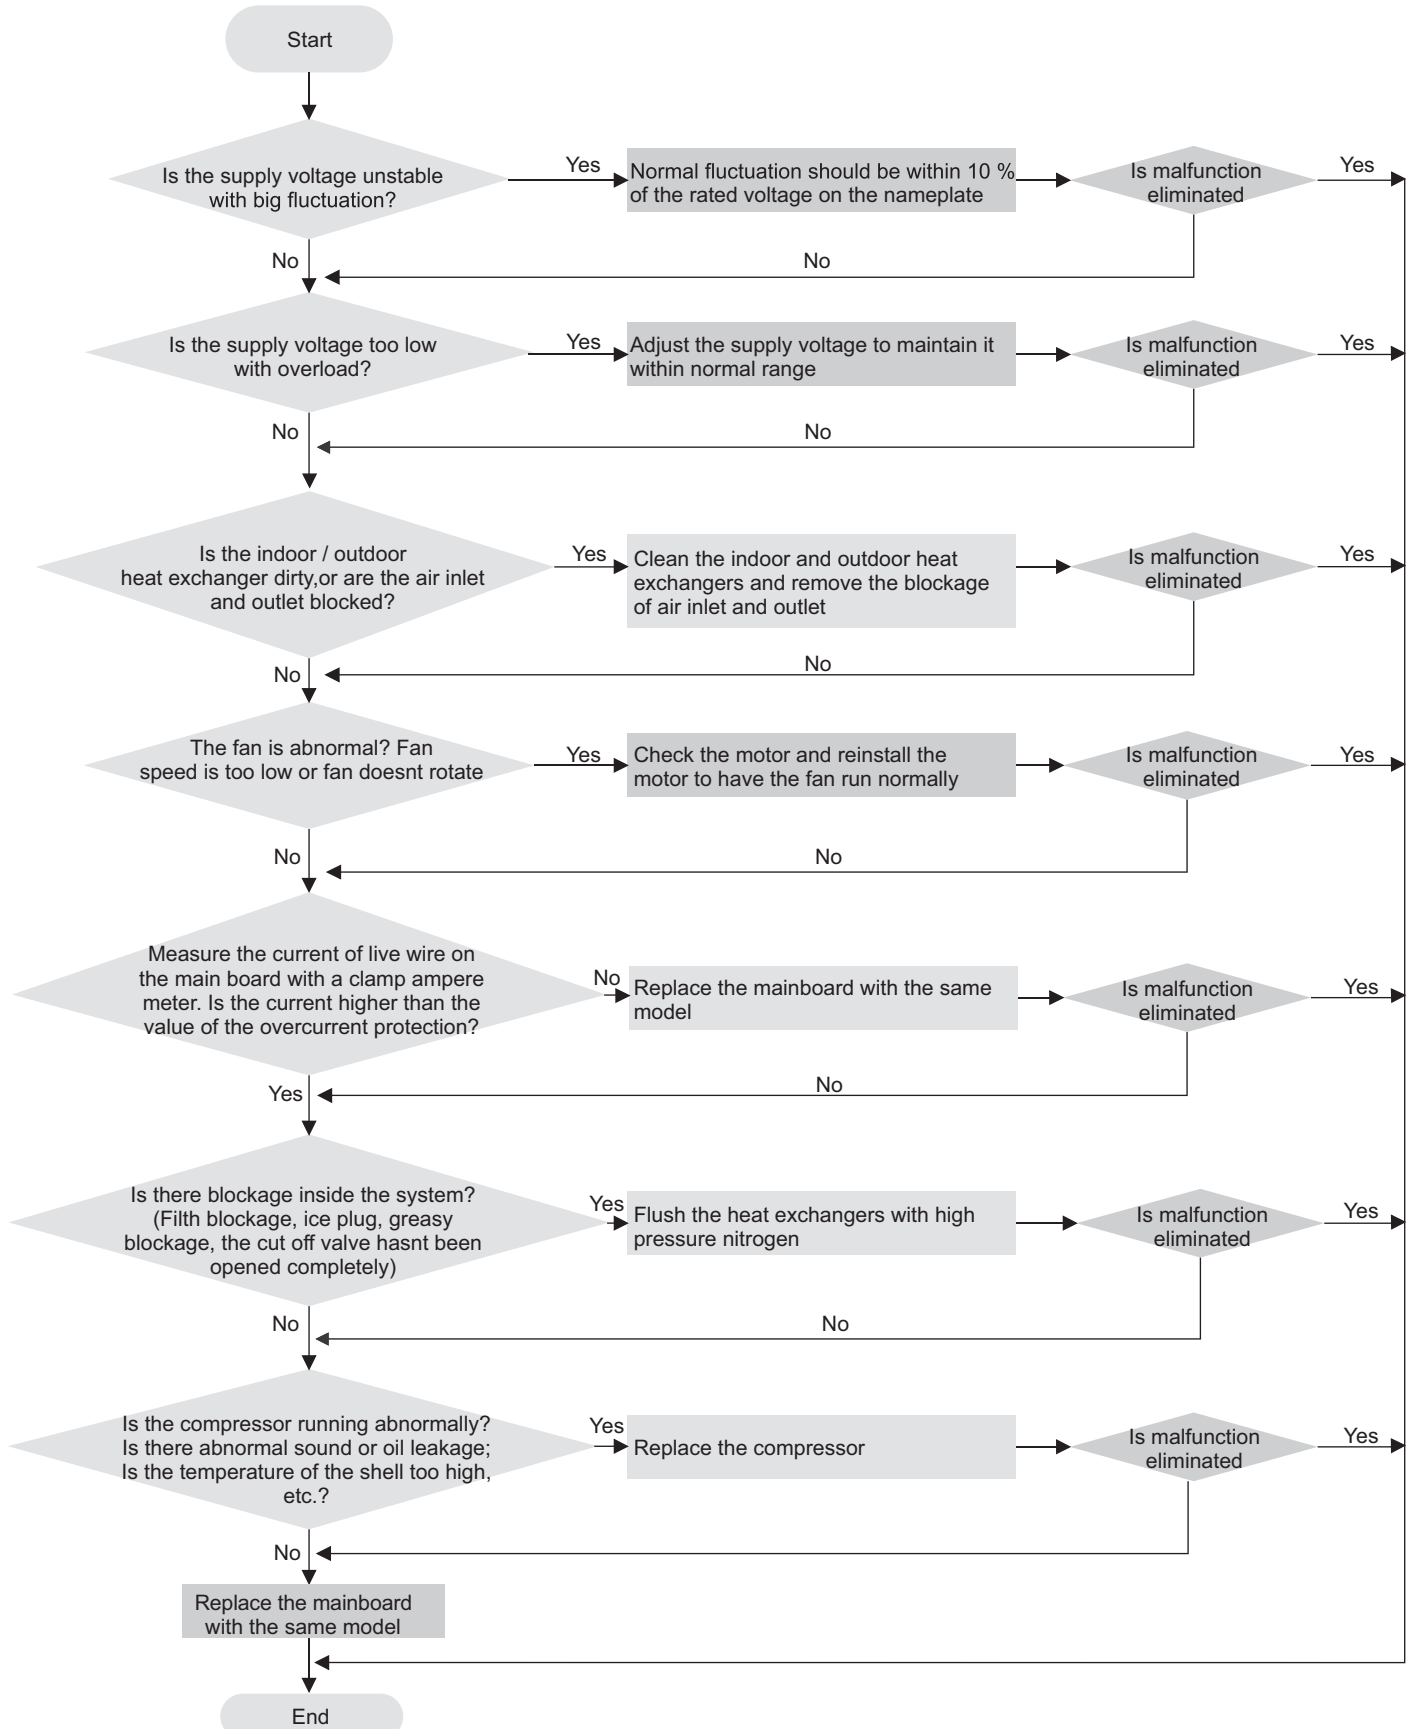 Start
Is the supply voltage unstable
with big fluctuation?
Yes
Normal fluctuation should be within 10 %
of the rated voltage on the nameplate
Is malfunction
eliminated
Yes
No
No
Is the supply voltage too low
with overload?
Yes
Adjust the supply voltage to maintain it
within normal range
Is malfunction
eliminated
Yes
No
No
Is the indoor / outdoor
heat exchanger dirty,or are the air inlet
and outlet blocked?
Yes
Clean the indoor and outdoor heat
exchangers and remove the blockage
of air inlet and outlet
Is malfunction
eliminated
Yes
No
No
The fan is abnormal? Fan
speed is too low or fan doesnt rotate
Yes
Check the motor and reinstall the
motor to have the fan run normally
Is malfunction
eliminated
Yes
No
No
Measure the current of live wire on
the main board with a clamp ampere
meter. Is the current higher than the
value of the overcurrent protection?
No
Replace the mainboard with the same
model
Is malfunction
eliminated
Yes
Yes
No
Is there blockage inside the system?
(Filth blockage, ice plug, greasy
blockage, the cut off valve hasnt been
opened completely)
Yes
Flush the heat exchangers with high
pressure nitrogen
Is malfunction
eliminated
Yes
No
No
Is the compressor running abnormally?
Is there abnormal sound or oil leakage;
Is the temperature of the shell too high,
etc.?
Yes
Replace the compressor
Is malfunction
eliminated
Yes
No
Replace the mainboard
with the same model
End